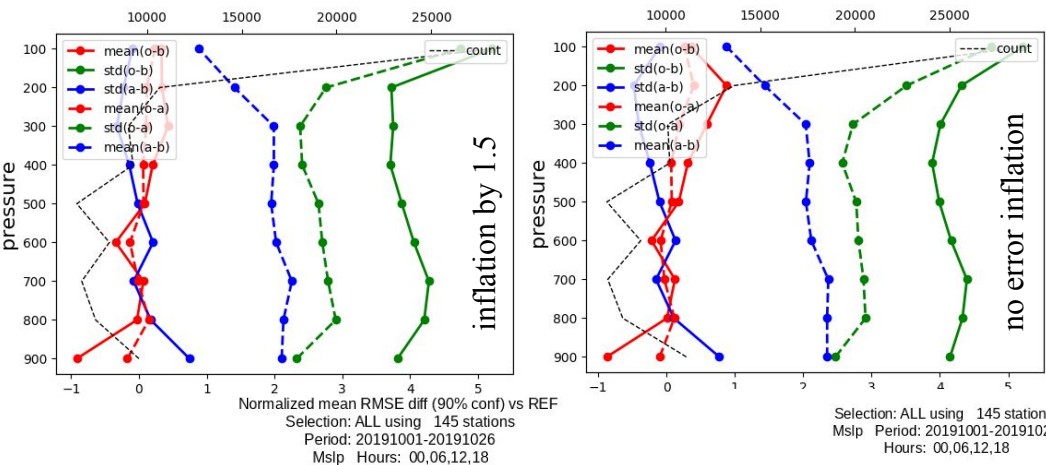 10000 15000 20000 25000
100
200
300
400
500
600
700
800
900
pressure
mean(o-b)
std(o-b)
std(a-b)
mean(o-a)
std(o-a)
mean(a-b)
count
inflation by 1.5
−1 0 1 2 3 4 5
Normalized mean RMSE diff (90% conf) vs REF
Selection: ALL using 145 stations
Period: 20191001-20191026
Mslp Hours: 00,06,12,18
10000 15000 20000 25000
100
200
300
400
500
600
700
800
900
pressure
mean(o-b)
std(o-b)
std(a-b)
mean(o-a)
std(o-a)
mean(a-b)
count
no error inflation
−1 0 1 2 3 4 5
Selection: ALL using 145 station
Mslp Period: 20191001-2019102
Hours: 00,06,12,18